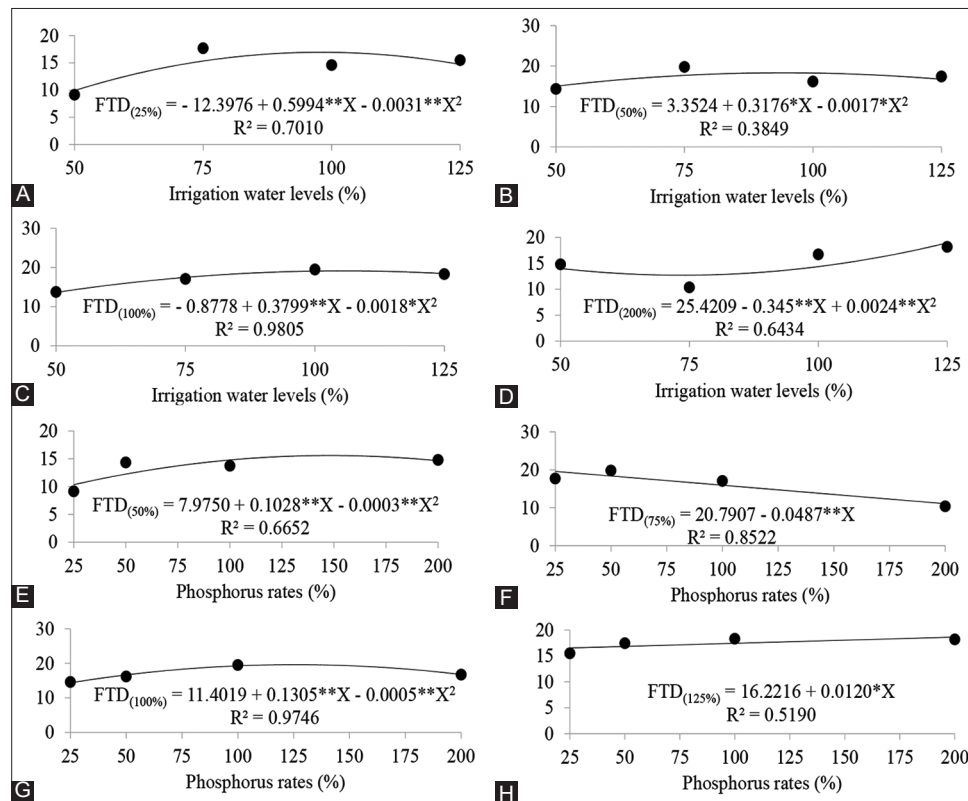 20
15
10
5
0
FTD(25%) = - 12.3976 + 0.5994**X - 0.0031**X²
R² = 0.7010
50 75 100 125
Irrigation water levels (%)
A
30
20
10
0
FTD(50%) = 3.3524 + 0.3176*X - 0.0017*X²
R² = 0.3849
50 75 100 125
Irrigation water levels (%)
B
30
20
10
0
FTD(100%) = - 0.8778 + 0.3799**X - 0.0018*X²
R² = 0.9805
50 75 100 125
Irrigation water levels (%)
C
20
15
10
5
0
FTD(200%) = 25.4209 - 0.345**X + 0.0024**X²
R² = 0.6434
50 75 100 125
Irrigation water levels (%)
D
20
15
10
5
0
FTD(50%) = 7.9750 + 0.1028**X - 0.0003**X²
R² = 0.6652
25 50 75 100 125 150 175 200
Phosphorus rates (%)
E
30
20
10
0
FTD(75%) = 20.7907 - 0.0487**X
R² = 0.8522
25 50 75 100 125 150 175 200
Phosphorus rates (%)
F
30
20
10
0
FTD(100%) = 11.4019 + 0.1305**X - 0.0005**X²
R² = 0.9746
25 50 75 100 125 150 175 200
Phosphorus rates (%)
G
20
15
10
5
0
FTD(125%) = 16.2216 + 0.0120*X
R² = 0.5190
25 50 75 100 125 150 175 200
Phosphorus rates (%)
H